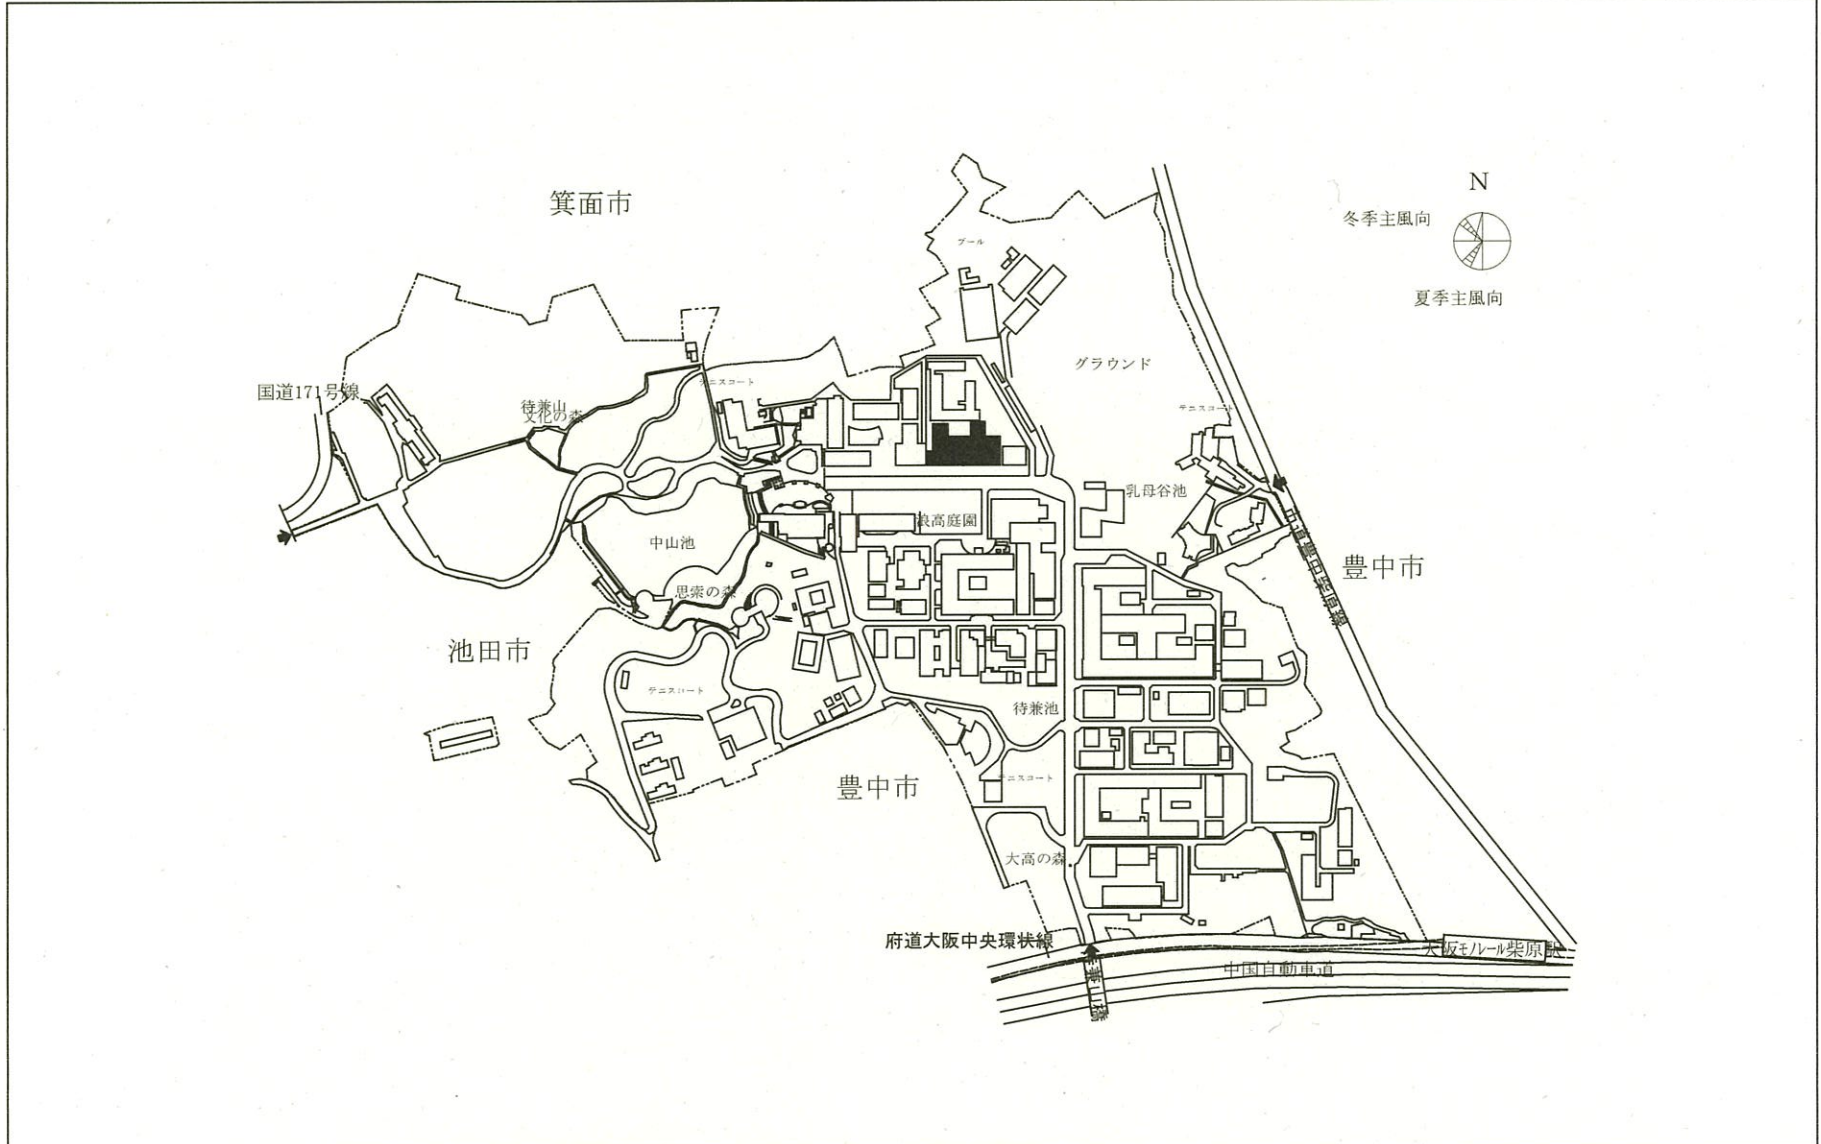 N
箕面市
冬季主風向
プール
夏季主風向
グラウンド
国道171号線
テニスコート
待兼山
文化の森
テニスコート
乳母谷池
浪高庭園
中山池
豊中市
思索の森
池田市
テニスコート
待兼池
豊中市
テニスコート
大高の森
府道大阪中央環状線
大阪モノレール柴原駅
中国自動車道
待兼山橋